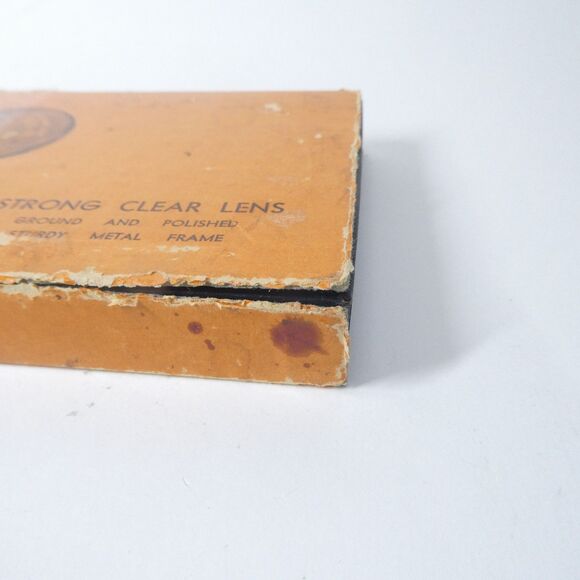 STRONG CLEAR LENS
GROUND AND POLISHED
STURDY METAL FRAME